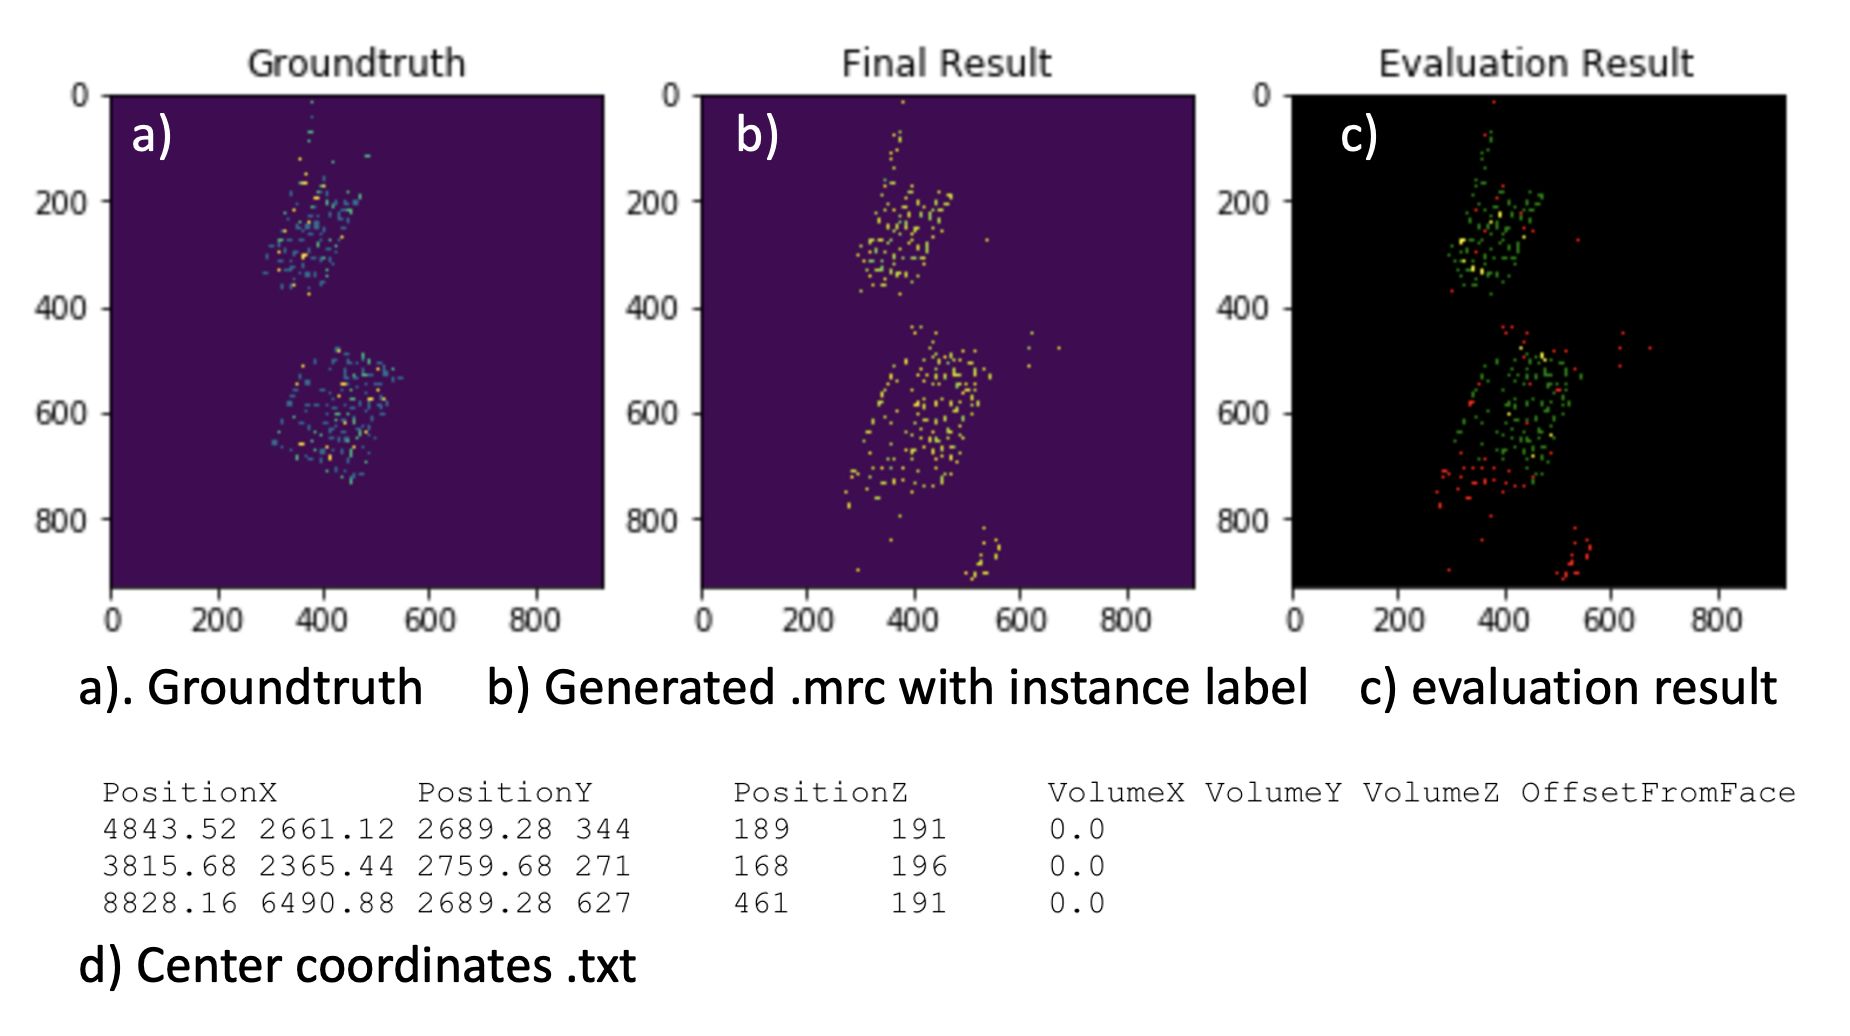 Groundtruth Final Result Evaluation Result
a) b) c)
0 0 0
200 200 200
400 400 400
600 600 600
800 800 800
0 200 400 600 800 0 200 400 600 800 0 200 400 600 800
a). Groundtruth b) Generated .mrc with instance label c) evaluation result
PositionX PositionY PositionZ VolumeX VolumeY VolumeZ OffsetFromFace
4843.52 2661.12 2689.28 344 189 191 0.0
3815.68 2365.44 2759.68 271 168 196 0.0
8828.16 6490.88 2689.28 627 461 191 0.0
d) Center coordinates .txt